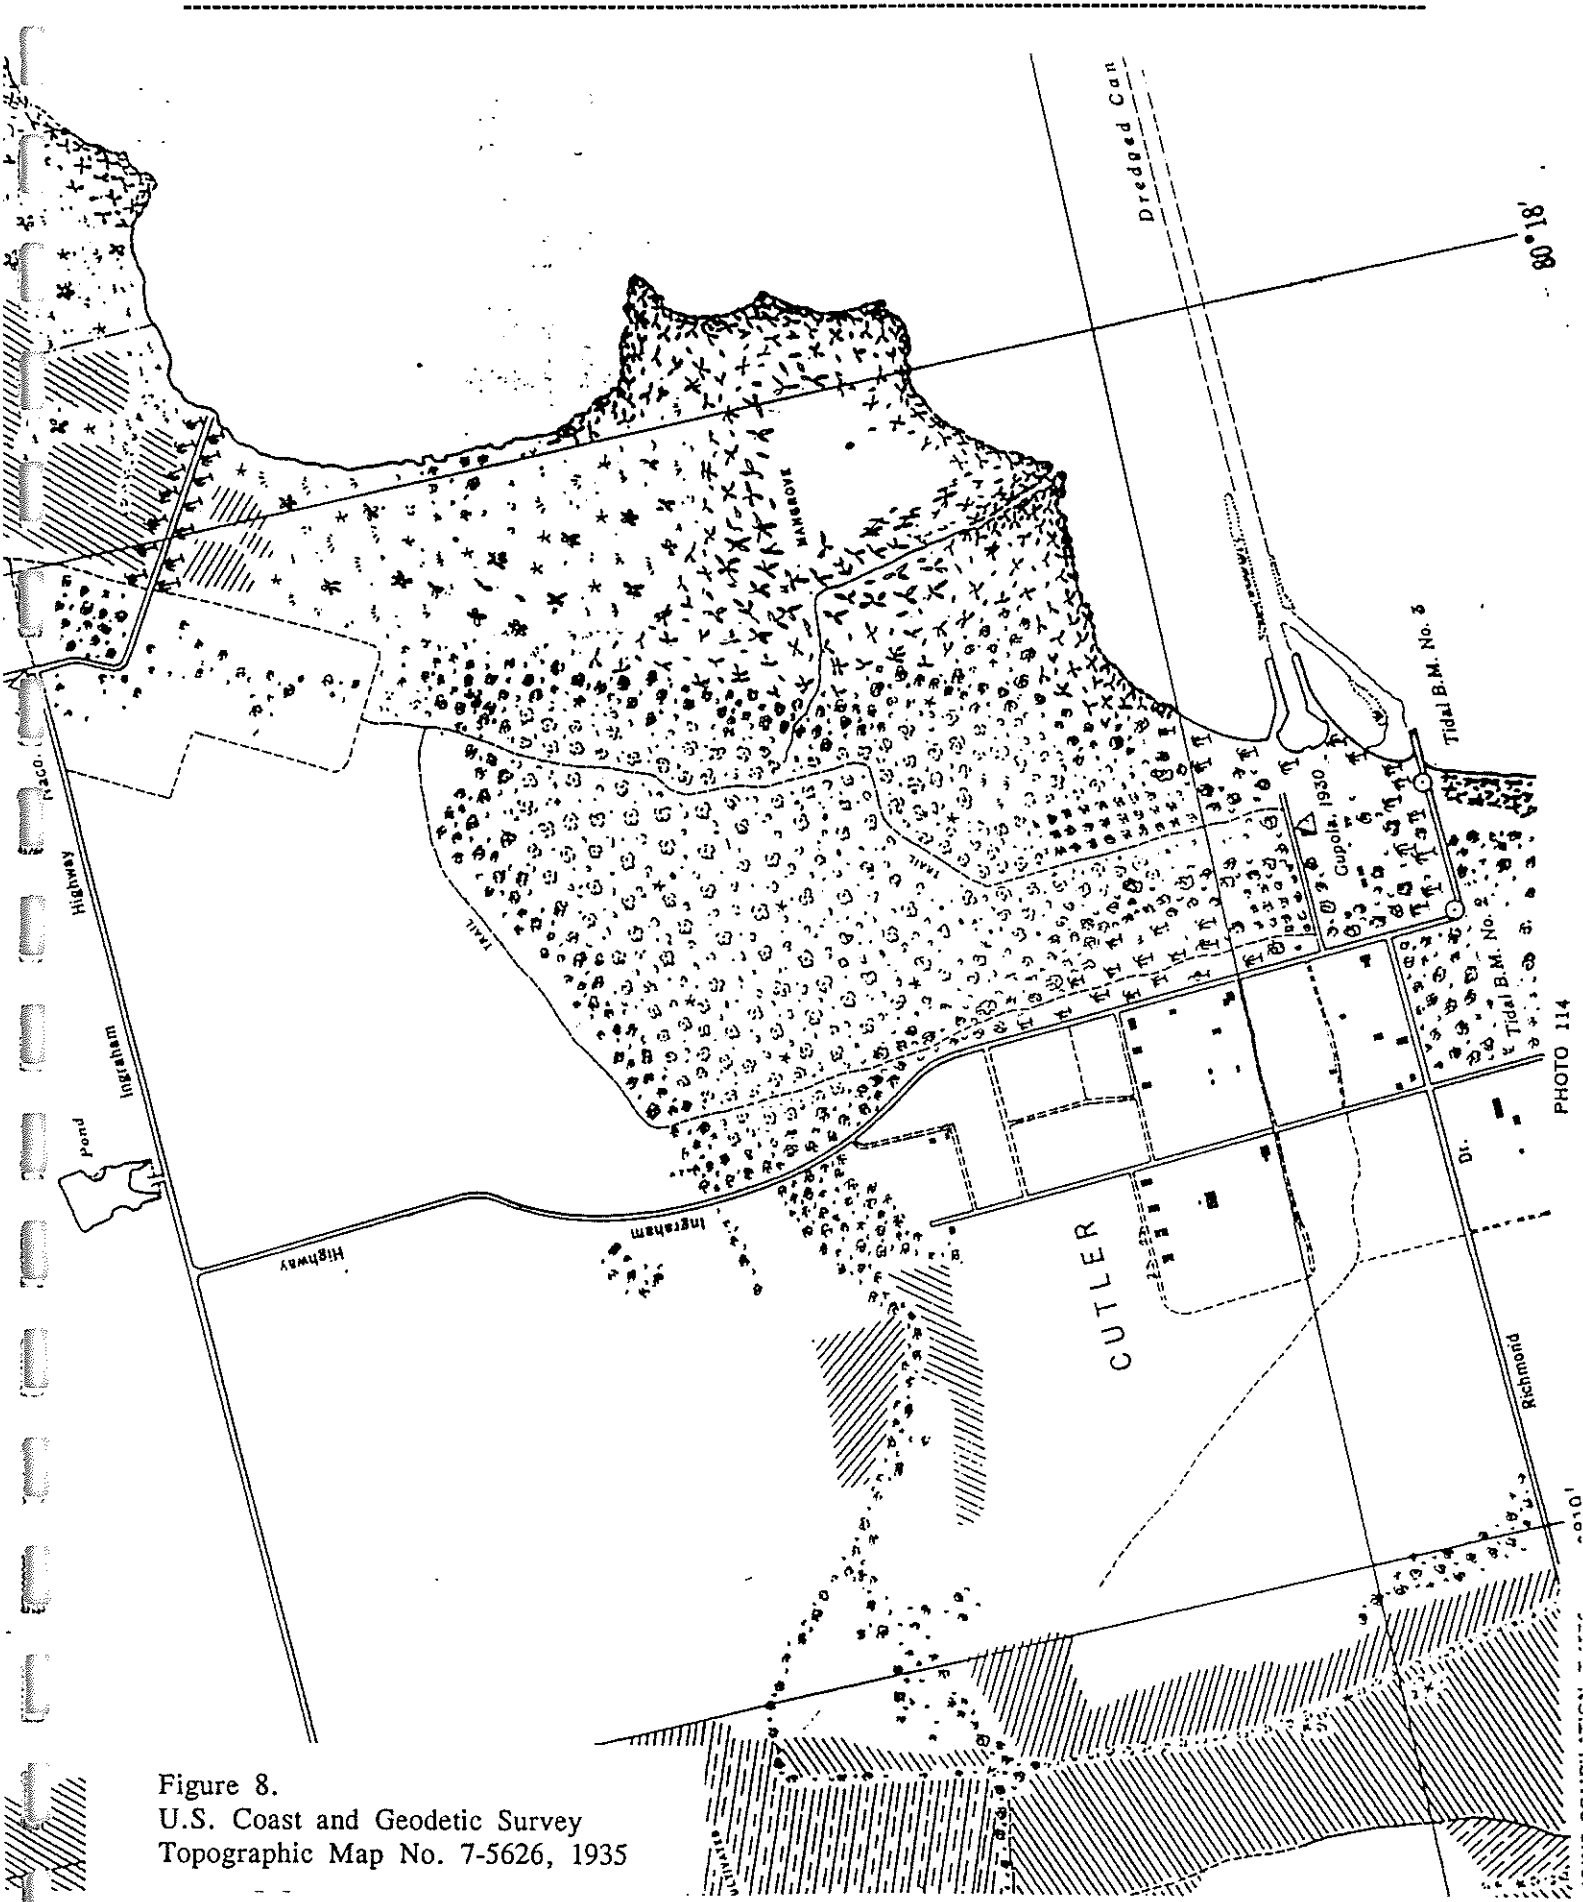 Dredged Can
80°18'
MANGROVE
Tidal B.M. No. 3
Cupola, 1930
TRAIL
TRAIL
Highway
Ingraham
Pond
Highway
Ingraham
Tidal B.M. No. 2
PHOTO 114
CUTLER
Dr.
Richmond
Figure 8.
U.S. Coast and Geodetic Survey
Topographic Map No. 7-5626, 1935